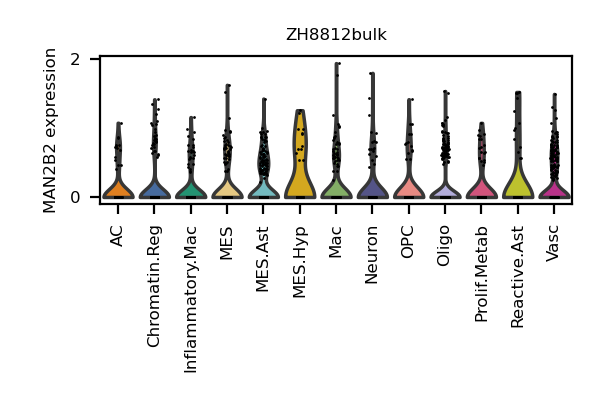 ZH8812bulk
MAN2B2 expression
2
0
AC
Chromatin.Reg
Inflammatory.Mac
MES
MES.Ast
MES.Hyp
Mac
Neuron
OPC
Oligo
Prolif.Metab
Reactive.Ast
Vasc